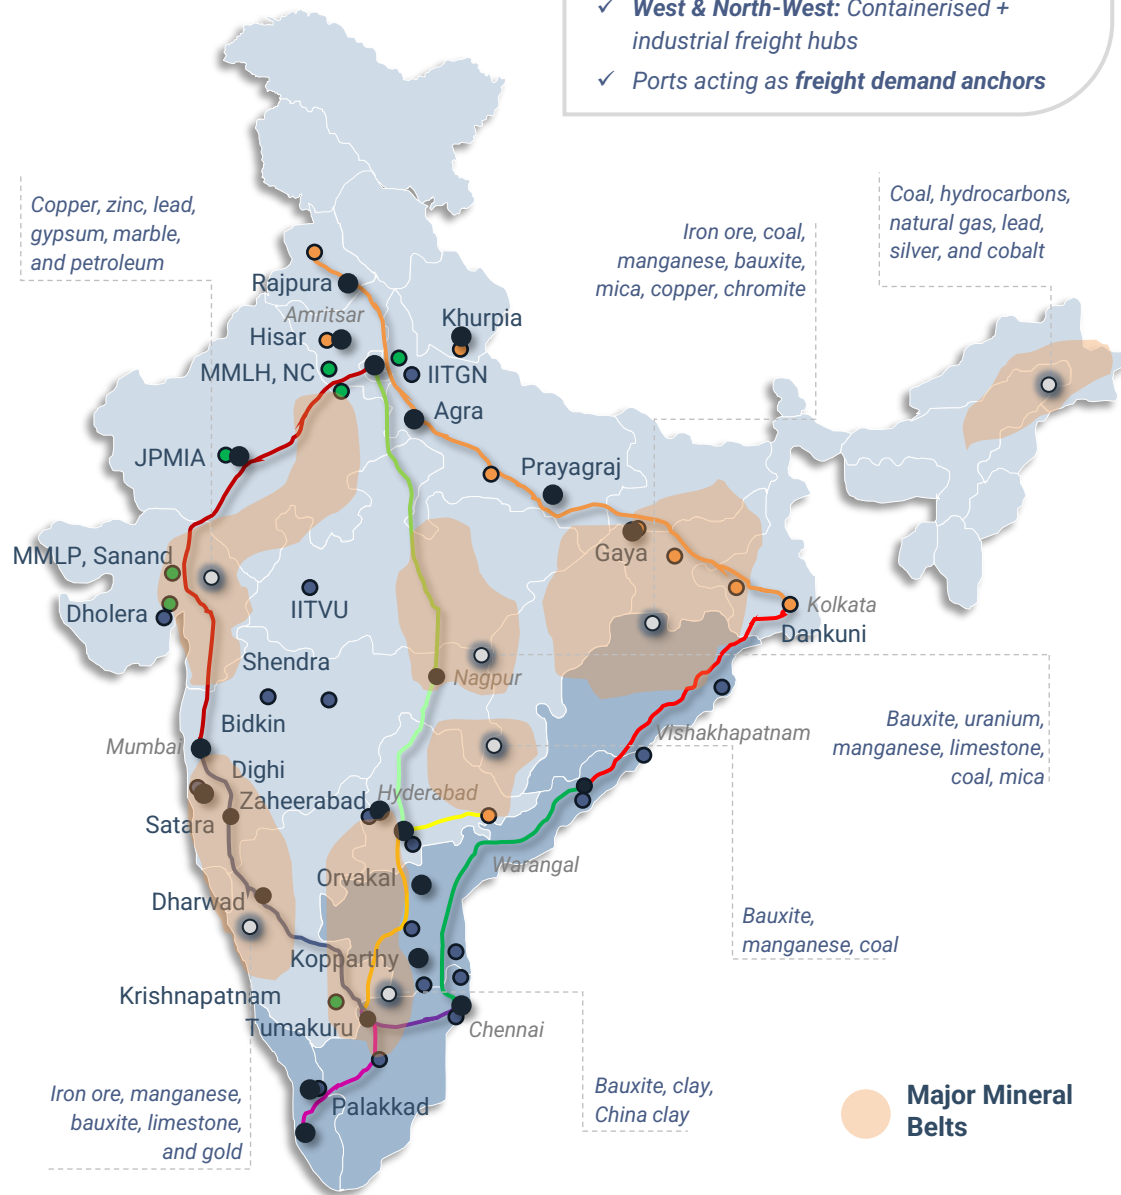 ✓ West & North-West: Containerised +
industrial freight hubs
✓ Ports acting as freight demand anchors
Copper, zinc, lead,
gypsum, marble,
and petroleum
Coal, hydrocarbons,
natural gas, lead,
silver, and cobalt
Iron ore, coal,
manganese, bauxite,
mica, copper, chromite
Rajpura
Amritsar
Hisar
Khurpia
MMLH, NC
IITGN
Agra
JPMIA
Prayagraj
Gaya
MMLP, Sanand
IITVU
Dholera
Kolkata
Dankuni
Shendra
Nagpur
Bidkin
Bauxite, uranium,
manganese, limestone,
coal, mica
Mumbai
Vishakhapatnam
Dighi
Zaheerabad
Hyderabad
Satara
Warangal
Orvakal
Dharwad
Bauxite,
manganese, coal
Kopparthy
Krishnapatnam
Tumakuru
Chennai
Iron ore, manganese,
bauxite, limestone,
and gold
Palakkad
Bauxite, clay,
China clay
Major Mineral
Belts